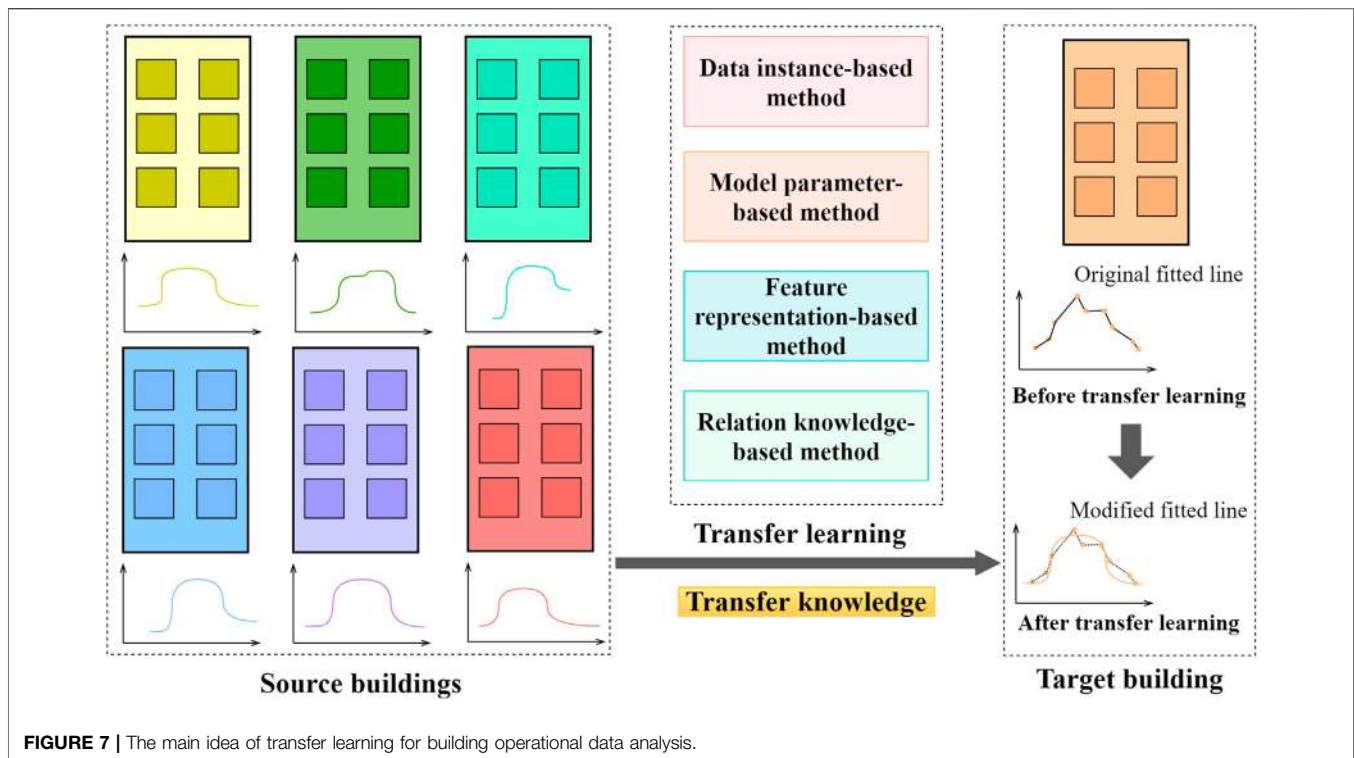 Data instance-based
method
Model parameter-
based method
Feature
representation-based
method
Relation knowledge-
based method
Transfer learning
Transfer knowledge
Source buildings
Original fitted line
Before transfer learning
Modified fitted line
After transfer learning
Target building
FIGURE 7 | The main idea of transfer learning for building operational data analysis.